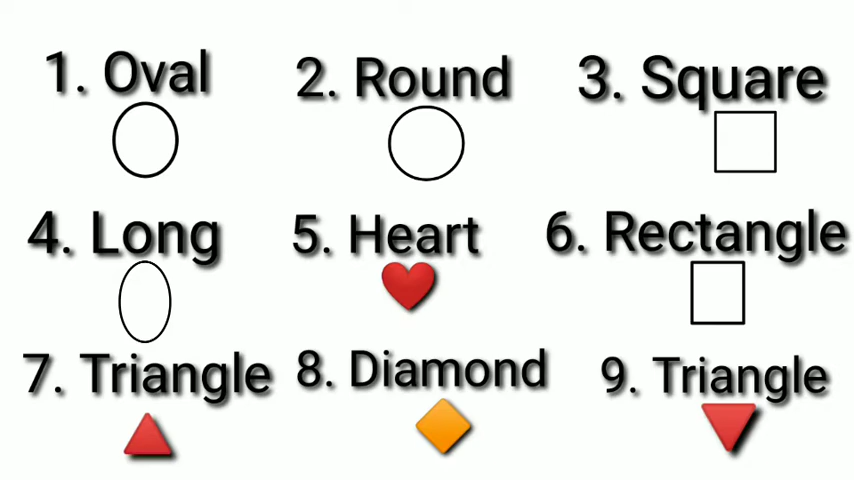 1. Oval
2. Round
3. Square
4. Long
5. Heart
6. Rectangle
7. Triangle
8. Diamond
9. Triangle